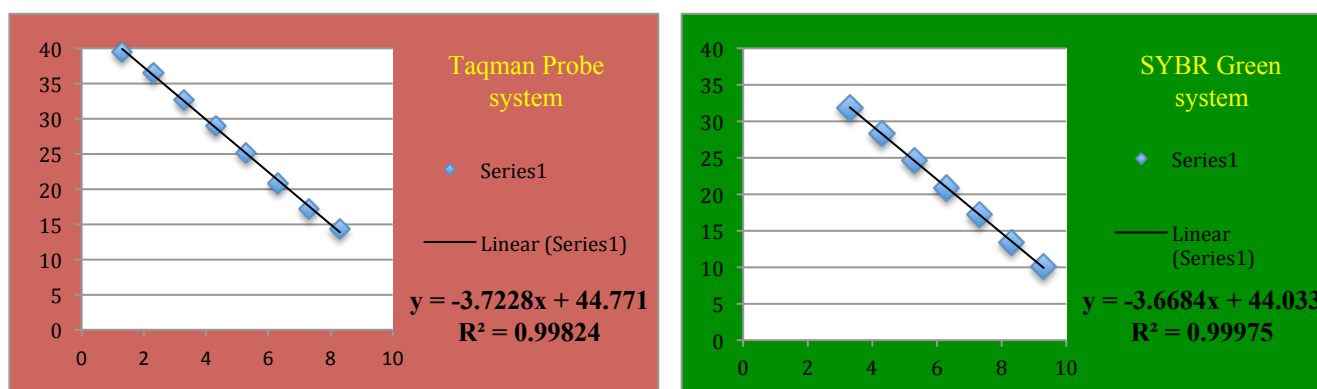 40
35
30
25
20
15
10
5
0
0 2 4 6 8 10
Taqman Probe
system
Series1
Linear (Series1)
y = -3.7228x + 44.771
R² = 0.99824
40
35
30
25
20
15
10
5
0
0 2 4 6 8 10
SYBR Green
system
Series1
Linear
(Series1)
y = -3.6684x + 44.033
R² = 0.99975